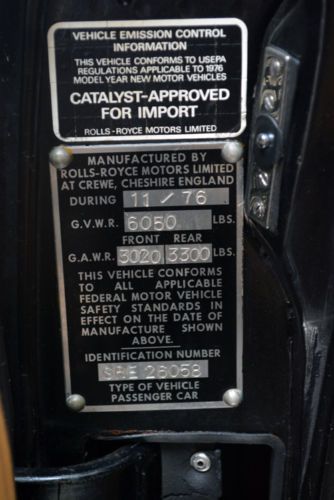 VEHICLE EMISSION CONTROL
INFORMATION
THIS VEHICLE CONFORMS TO USEPA
REGULATIONS APPLICABLE TO 1976
MODEL YEAR NEW MOTOR VEHICLES
CATALYST-APPROVED
FOR IMPORT
ROLLS-ROYCE MOTORS LIMITED
MANUFACTURED BY
ROLLS-ROYCE MOTORS LIMITED
AT CREWE, CHESHIRE ENGLAND
DURING 11/76
G.V.W.R. 6050 LBS.
FRONT REAR
G.A.W.R. 3020 3300 LBS.
THIS VEHICLE CONFORMS
TO ALL APPLICABLE
FEDERAL MOTOR VEHICLE
SAFETY STANDARDS IN
EFFECT ON THE DATE OF
MANUFACTURE SHOWN
ABOVE.
IDENTIFICATION NUMBER
SRE 26058
TYPE OF VEHICLE
PASSENGER CAR